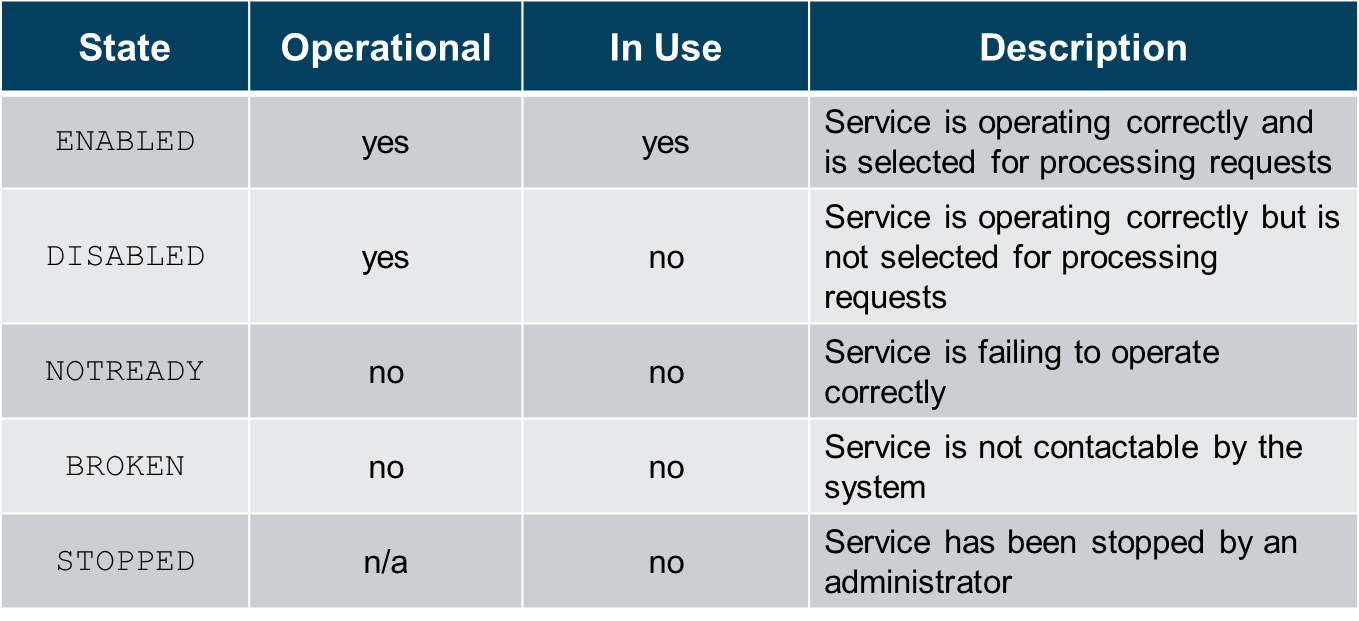 State Operational In Use Description
ENABLED yes yes Service is operating correctly and
is selected for processing requests
DISABLED yes no Service is operating correctly but is
not selected for processing
requests
NOTREADY no no Service is failing to operate
correctly
BROKEN no no Service is not contactable by the
system
STOPPED n/a no Service has been stopped by an
administrator